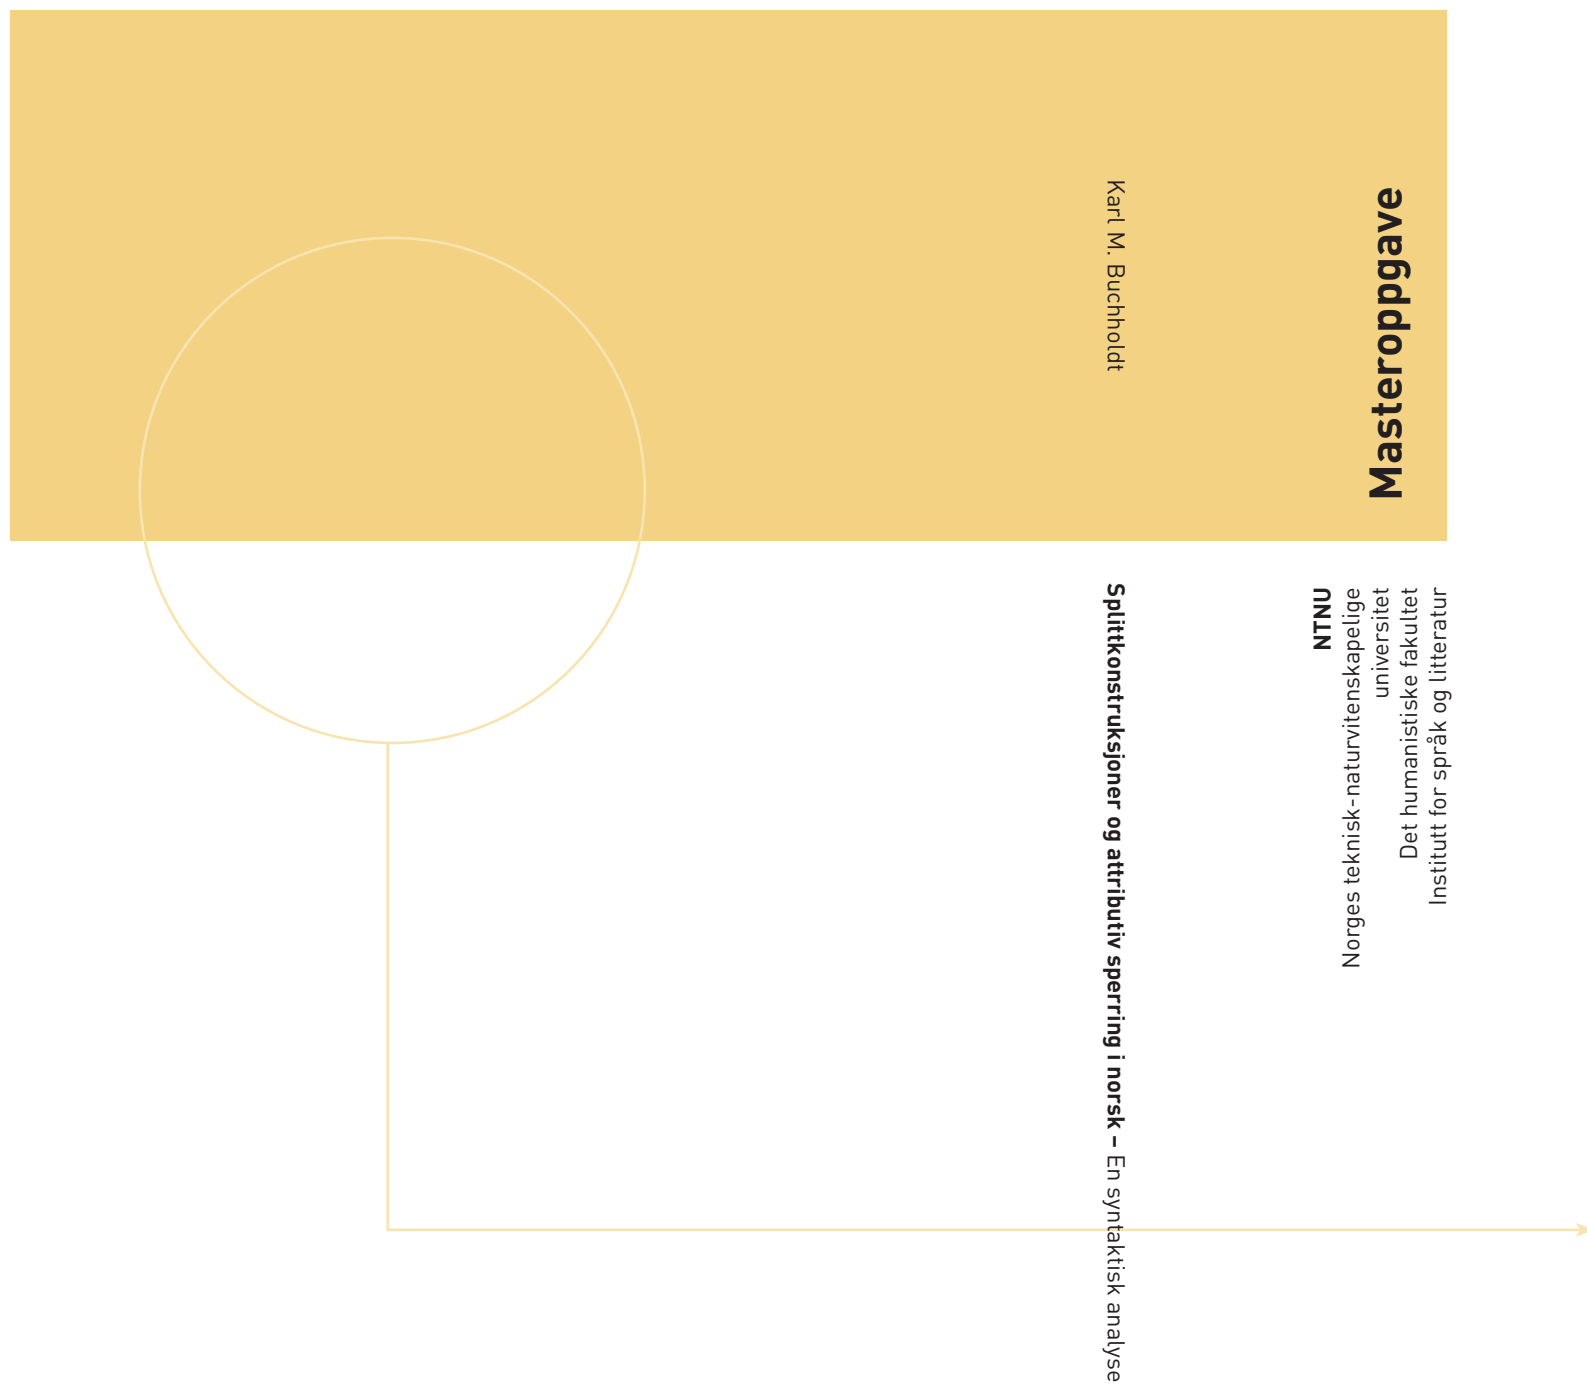 Karl M. Buchholdt
Splittkonstruksjoner og attributiv sperring i norsk – En syntaktisk analyse
Masteroppgave
NTNU
Norges teknisk-naturvitenskapelige
universitet
Det humanistiske fakultet
Institutt for språk og litteratur